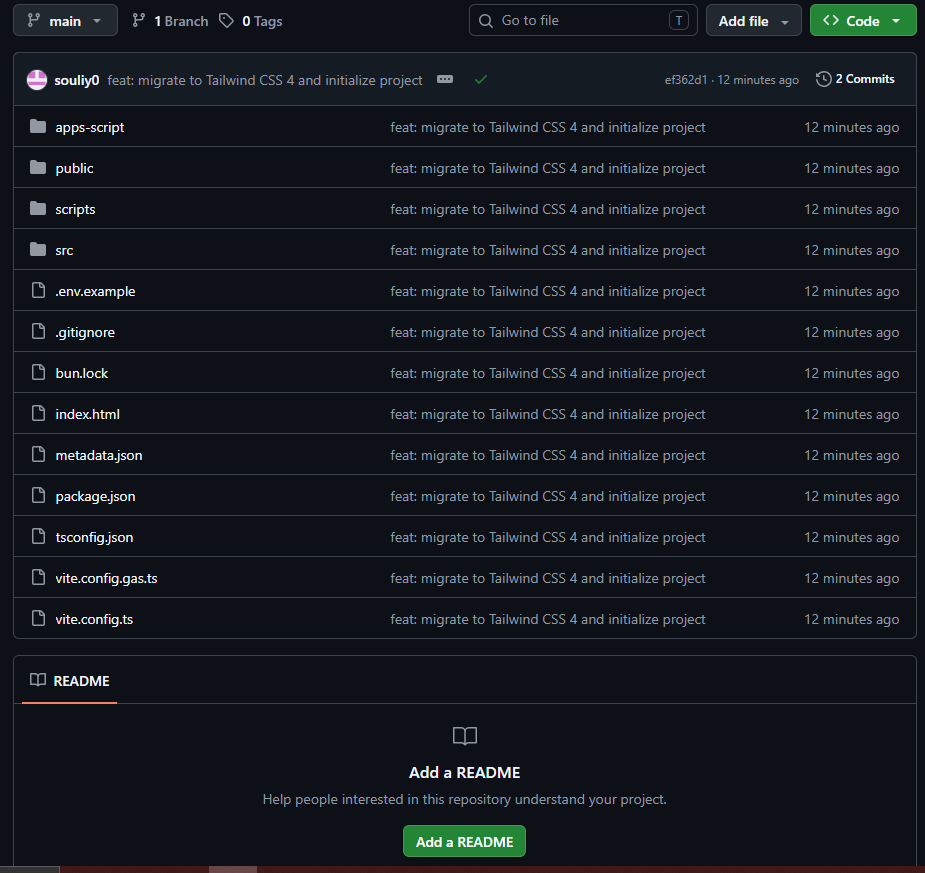 main 1 Branch 0 Tags Go to file T Add file Code
souliy0 feat: migrate to Tailwind CSS 4 and initialize project ef362d1 · 12 minutes ago 2 Commits
apps-script feat: migrate to Tailwind CSS 4 and initialize project 12 minutes ago
public feat: migrate to Tailwind CSS 4 and initialize project 12 minutes ago
scripts feat: migrate to Tailwind CSS 4 and initialize project 12 minutes ago
src feat: migrate to Tailwind CSS 4 and initialize project 12 minutes ago
.env.example feat: migrate to Tailwind CSS 4 and initialize project 12 minutes ago
.gitignore feat: migrate to Tailwind CSS 4 and initialize project 12 minutes ago
bun.lock feat: migrate to Tailwind CSS 4 and initialize project 12 minutes ago
index.html feat: migrate to Tailwind CSS 4 and initialize project 12 minutes ago
metadata.json feat: migrate to Tailwind CSS 4 and initialize project 12 minutes ago
package.json feat: migrate to Tailwind CSS 4 and initialize project 12 minutes ago
tsconfig.json feat: migrate to Tailwind CSS 4 and initialize project 12 minutes ago
vite.config.gas.ts feat: migrate to Tailwind CSS 4 and initialize project 12 minutes ago
vite.config.ts feat: migrate to Tailwind CSS 4 and initialize project 12 minutes ago
README
Add a README
Help people interested in this repository understand your project.
Add a README